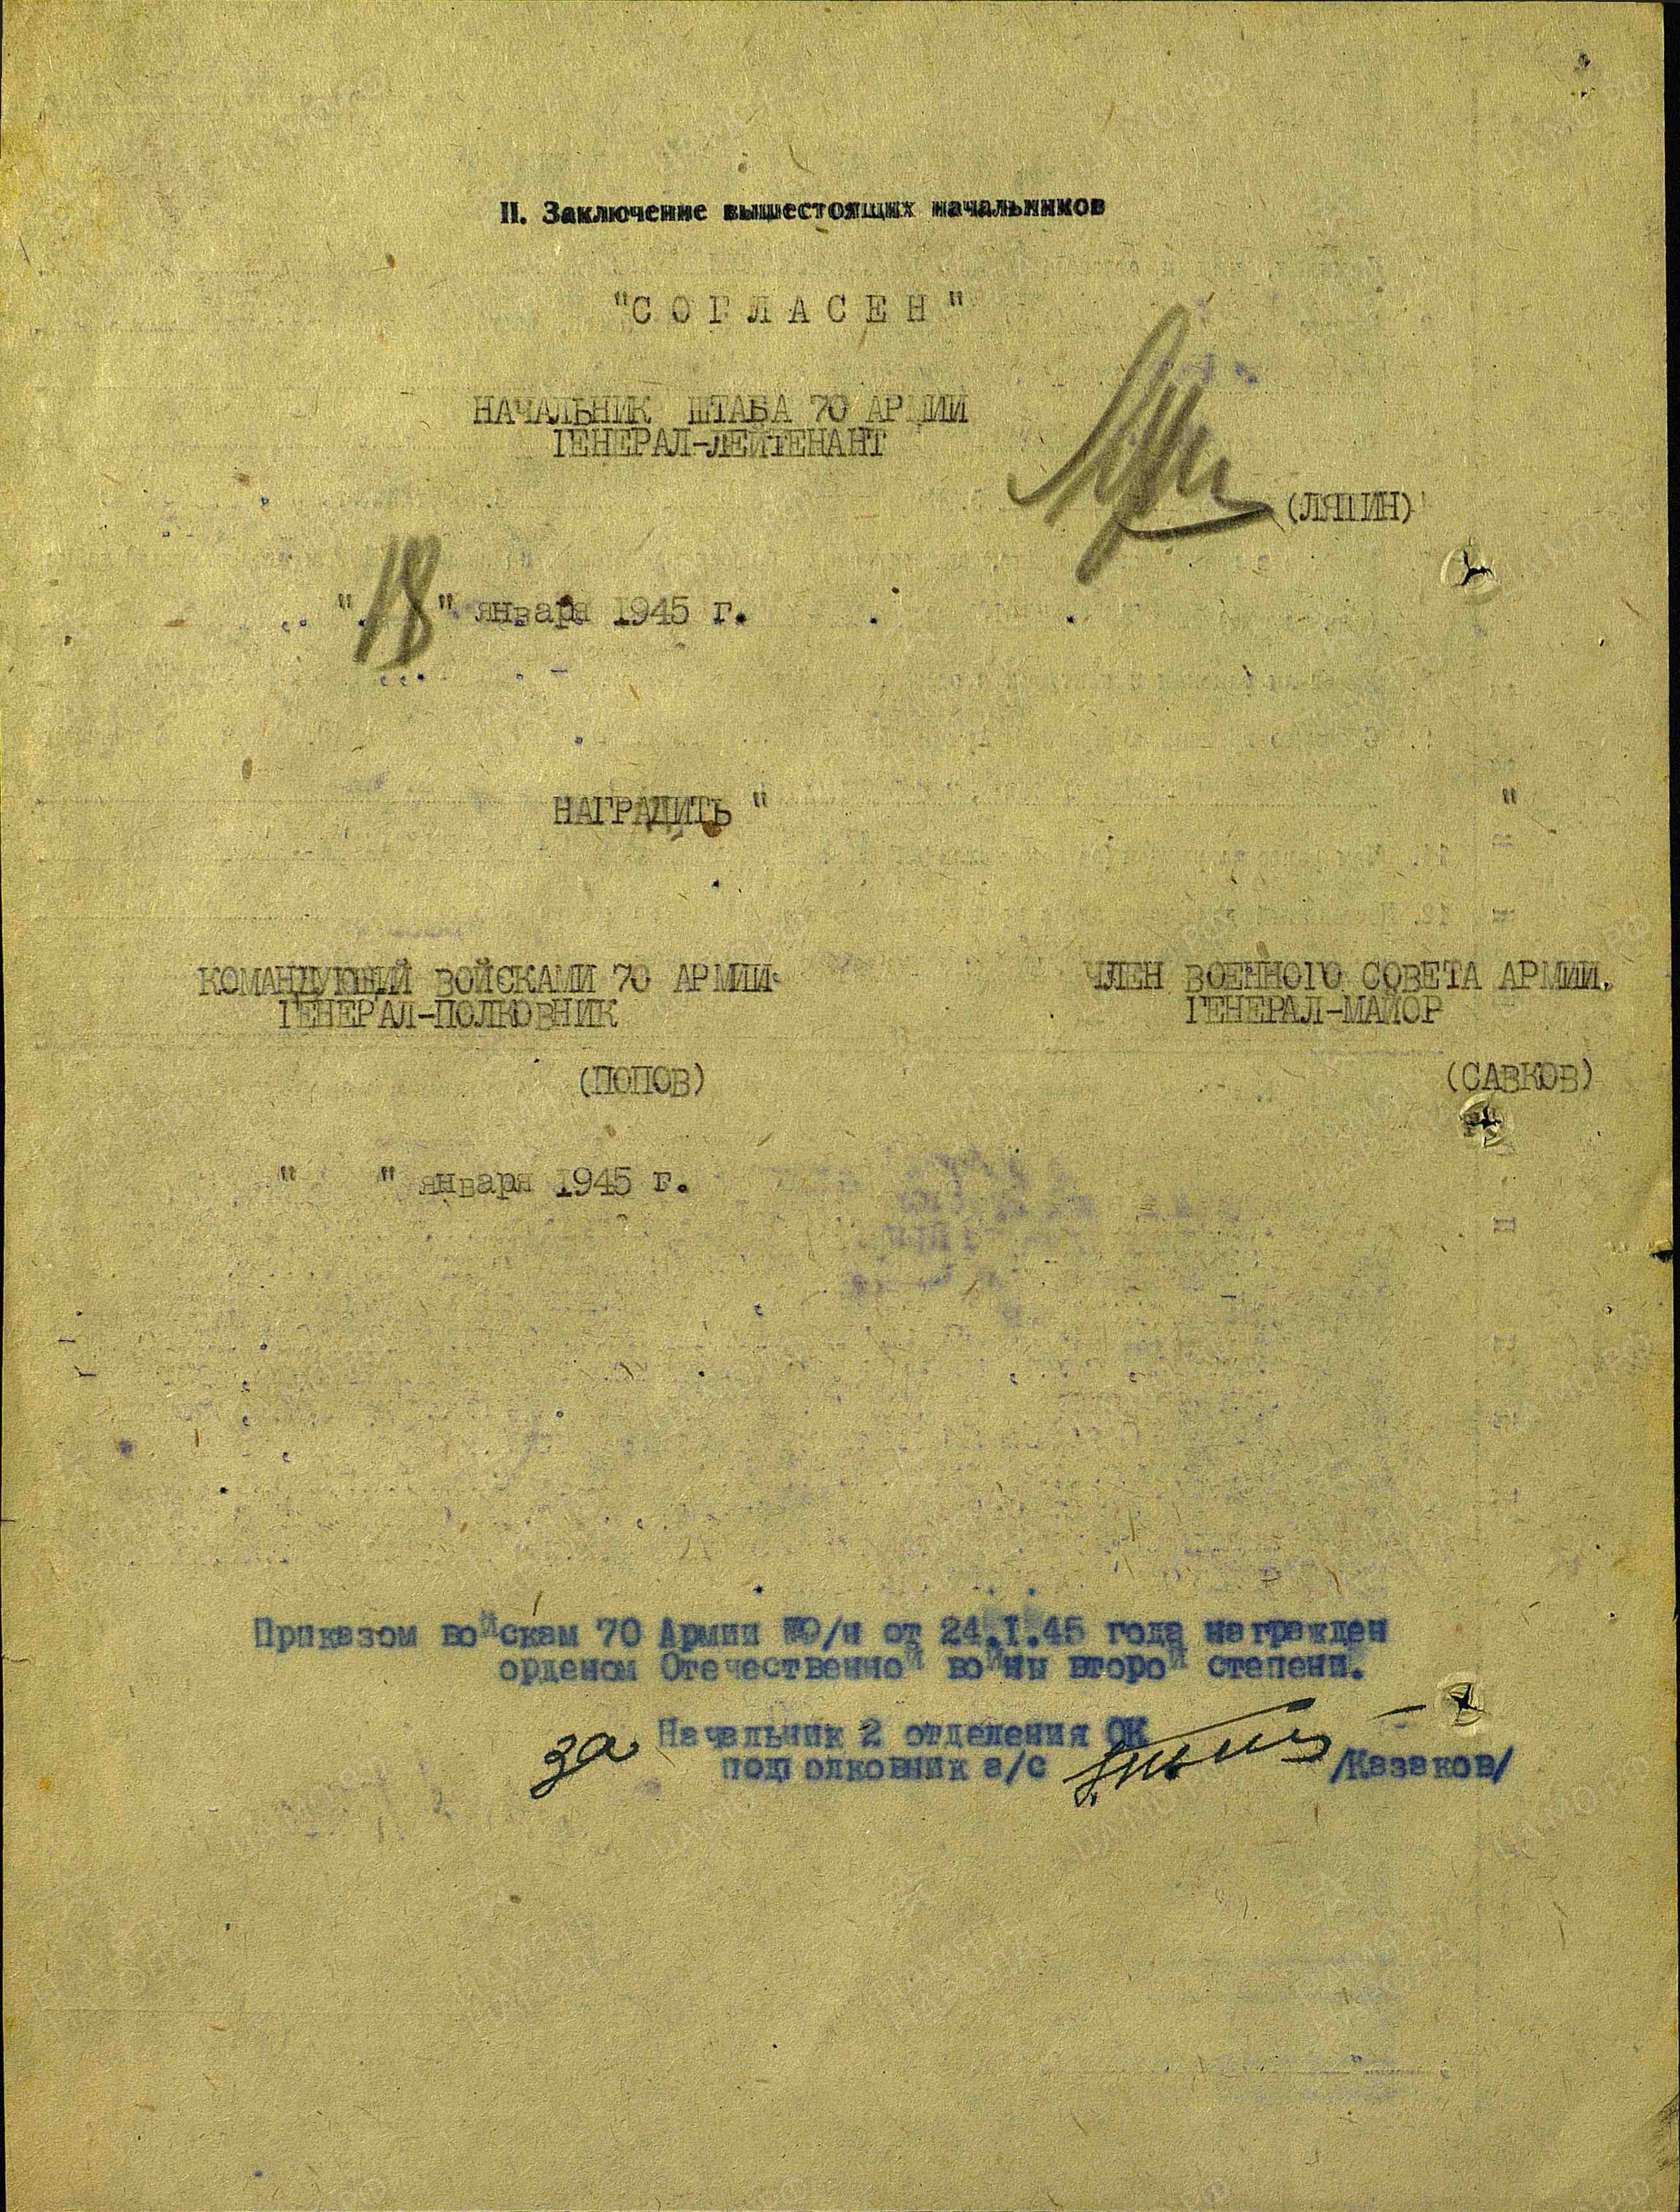 II. Заключение вышестоящих начальников
"СОГЛАСЕН"
НАЧАЛЬНИК ШТАБА 70 АРМИИ
ГЕНЕРАЛ-ЛЕЙТЕНАНТ
(ЛЯПИН)
"18" января 1945 г.
НАГРАДИТЬ " "
КОМАНДУЮЩИЙ ВОЙСКАМИ 70 АРМИИ
ГЕНЕРАЛ-ПОЛКОВНИК
(ПОПОВ)
ЧЛЕН ВОЕННОГО СОВЕТА АРМИИ.
ГЕНЕРАЛ-МАЙОР
(САВКОВ)
" " января 1945 г.
Приказом войскам 70 Армии от 24.I.45 года награжден
орденом Отечественной войны второй степени.
за Начальник 2 отделения ОК
подполковник а/с /Казаков/